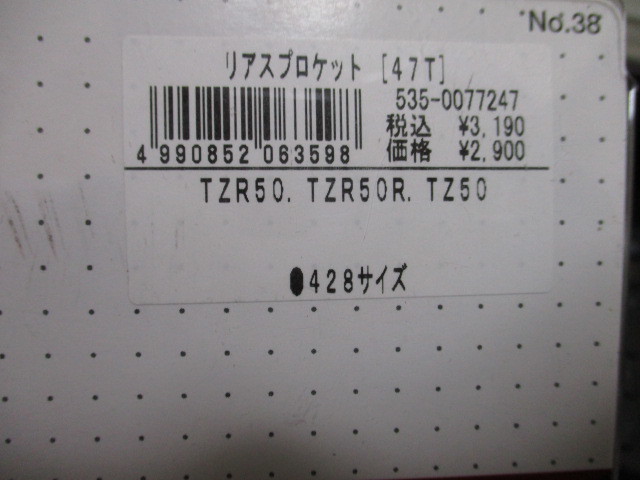 No.38
リアスプロケット [47T]
535-0077247
税込 ¥3,190
4 990852 063598 価格 ¥2,900
TZR50. TZR50R. TZ50
●428サイズ